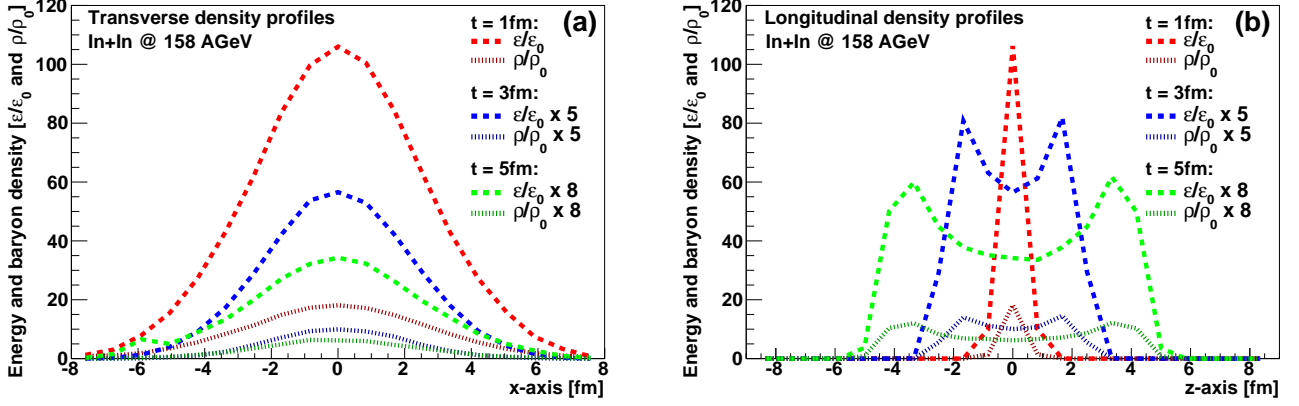 Energy and baryon density [ε/ε0 and ρ/ρ0]
120
100
80
60
40
20
0
Transverse density profiles
In+In @ 158 AGeV
(a)
t = 1fm:
ε/ε0
ρ/ρ0
t = 3fm:
ε/ε0 x 5
ρ/ρ0 x 5
t = 5fm:
ε/ε0 x 8
ρ/ρ0 x 8
-8 -6 -4 -2 0 2 4 6 8
x-axis [fm]
Energy and baryon density [ε/ε0 and ρ/ρ0]
120
100
80
60
40
20
0
Longitudinal density profiles
In+In @ 158 AGeV
(b)
t = 1fm:
ε/ε0
ρ/ρ0
t = 3fm:
ε/ε0 x 5
ρ/ρ0 x 5
t = 5fm:
ε/ε0 x 8
ρ/ρ0 x 8
-8 -6 -4 -2 0 2 4 6 8
z-axis [fm]